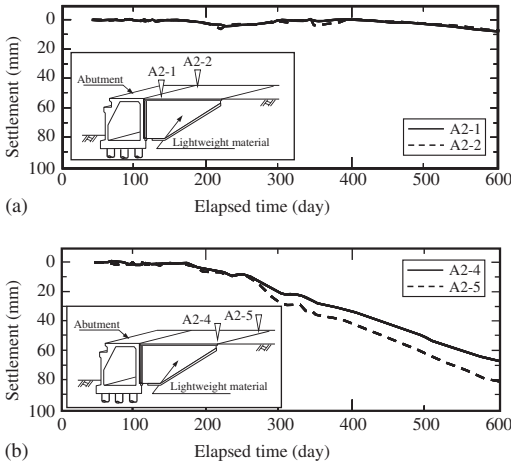 0
20
40
60
80
100
Settlement (mm)
A2-2
A2-1
Abutment
Lightweight material
A2-1
A2-2
0 100 200 300 400 500 600
(a) Elapsed time (day)
0
20
40
60
80
100
Settlement (mm)
A2-4
A2-5
A2-5
A2-4
Abutment
Lightweight material
0 100 200 300 400 500 600
(b) Elapsed time (day)